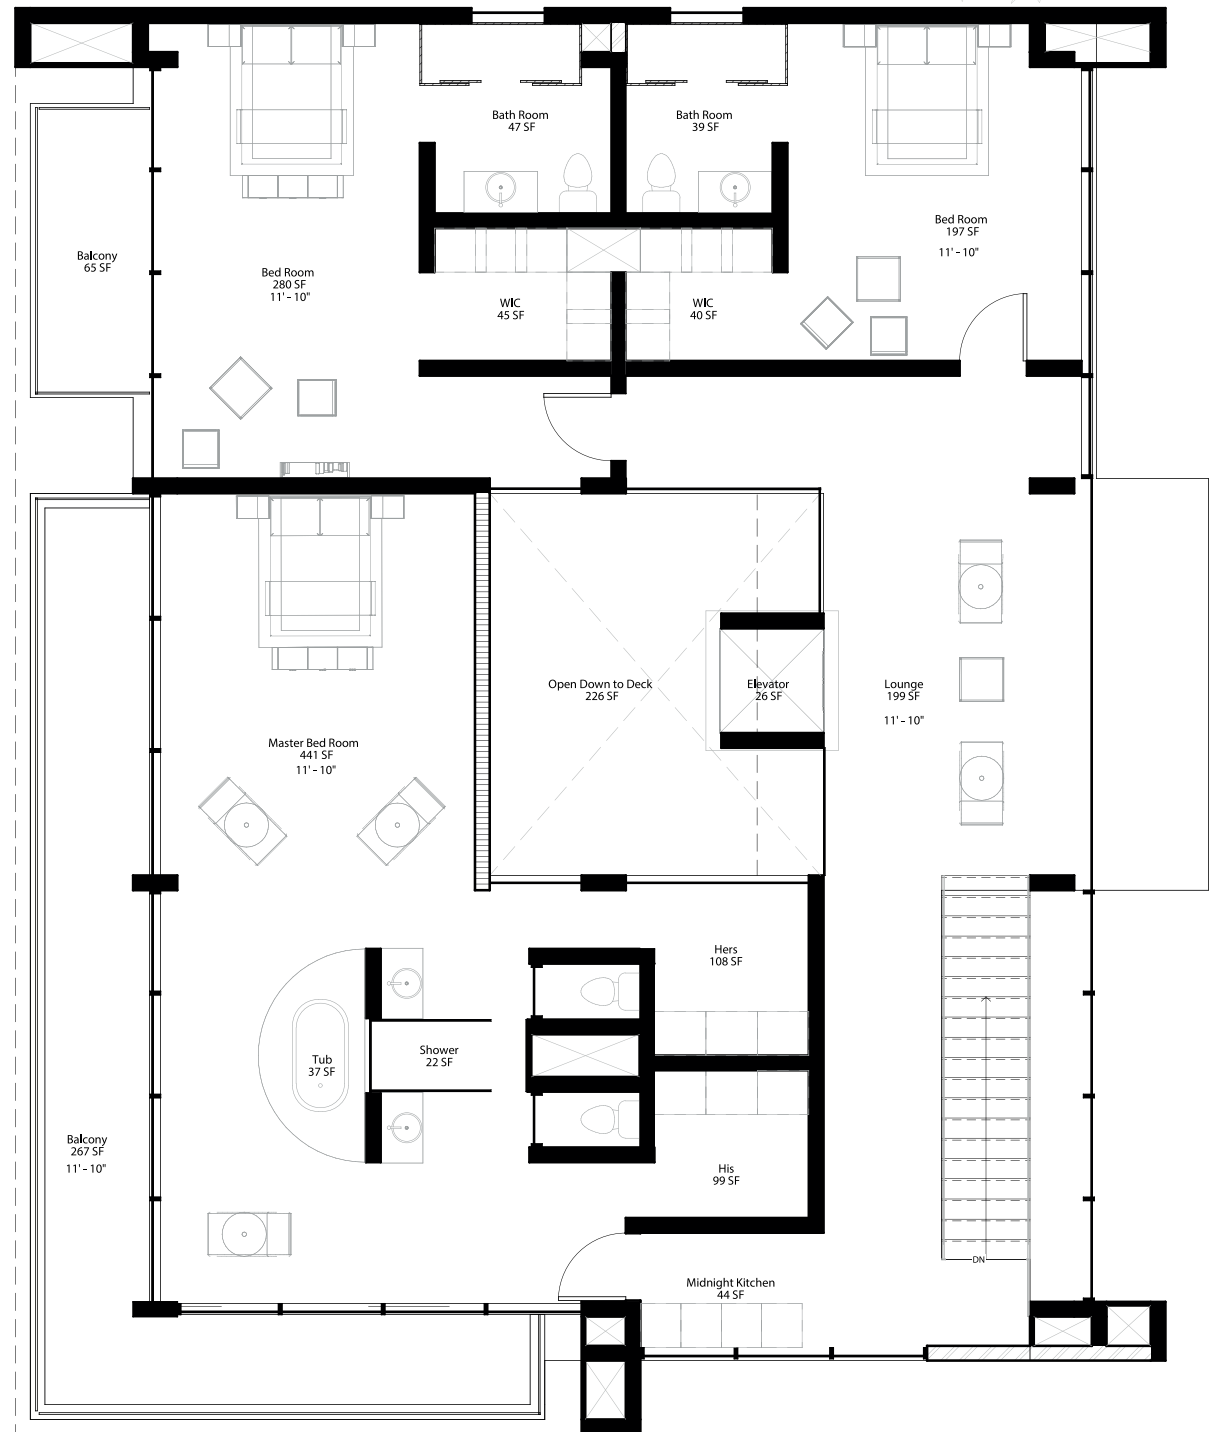 Bath Room
47 SF
Bath Room
39 SF
Bed Room
197 SF
11' - 10"
Balcony
65 SF
Bed Room
280 SF
11' - 10"
WIC
45 SF
WIC
40 SF
Open Down to Deck
226 SF
Elevator
26 SF
Lounge
199 SF
11' - 10"
Master Bed Room
441 SF
11' - 10"
Hers
108 SF
Shower
22 SF
Tub
37 SF
Balcony
267 SF
11' - 10"
His
99 SF
DN
Midnight Kitchen
44 SF